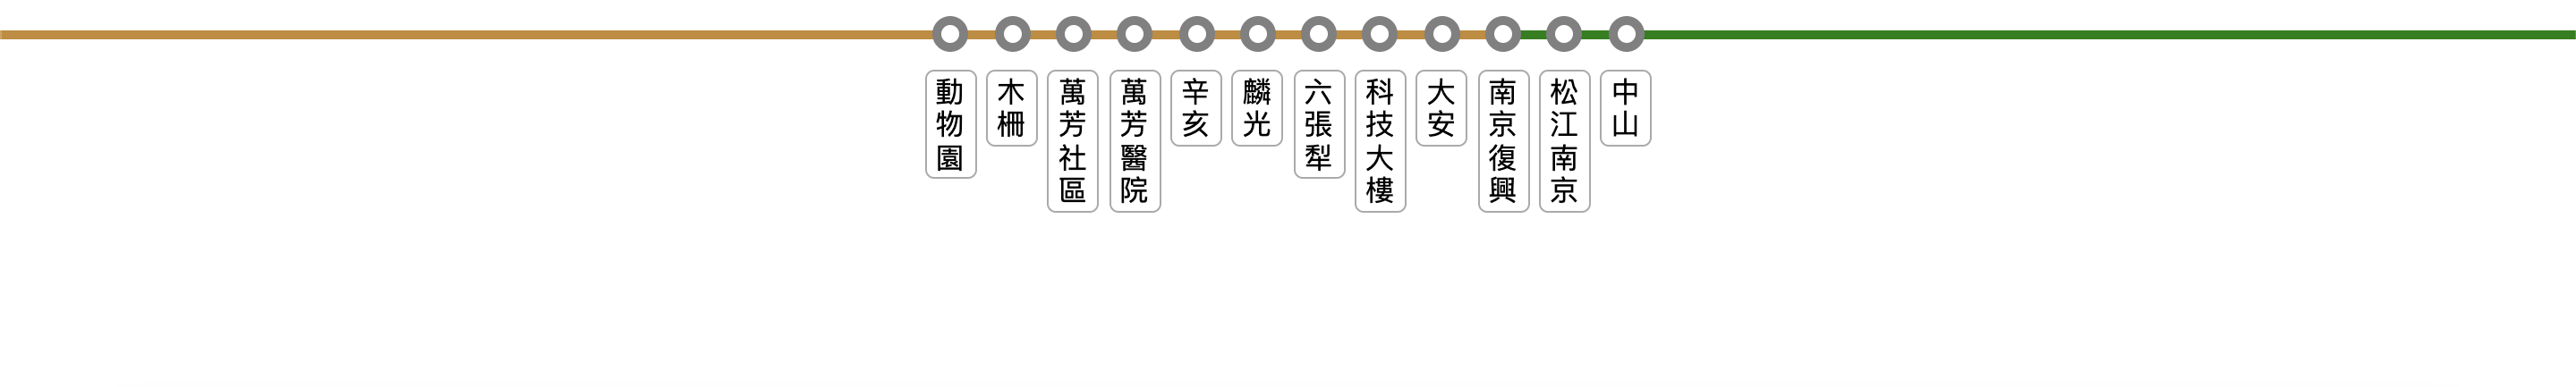 動物園
木柵
萬芳社區
萬芳醫院
辛亥
麟光
六張犁
科技大樓
大安
南京復興
松江南京
中山